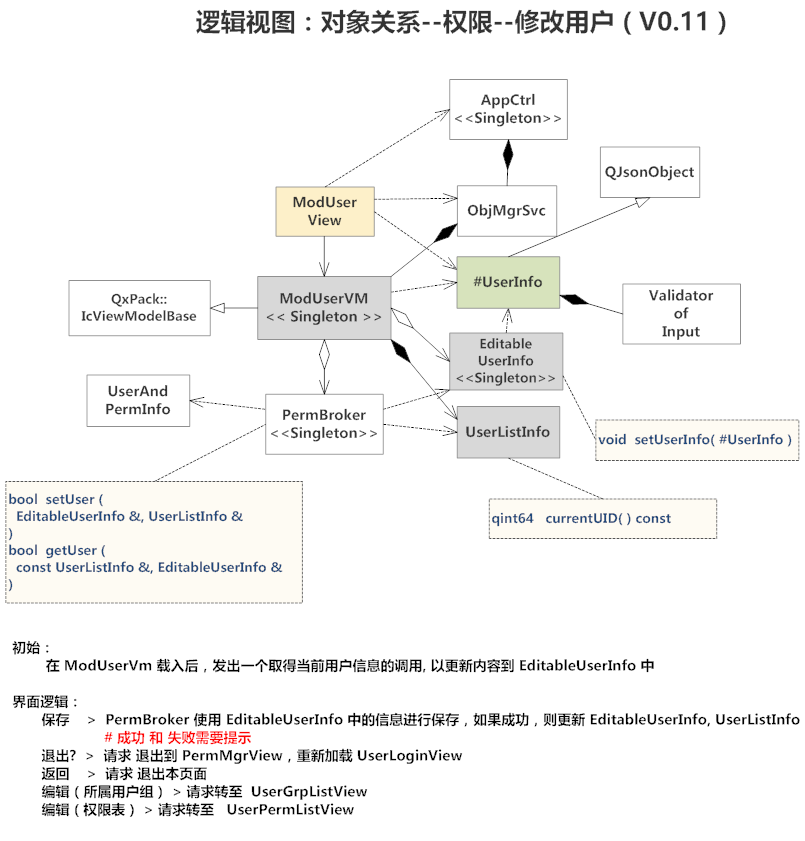 逻辑视图：对象关系--权限--修改用户（V0.11）
AppCtrl
<<Singleton>>
QJsonObject
ModUser
View
ObjMgrSvc
#UserInfo
QxPack::
IcViewModelBase
ModUserVM
<< Singleton >>
Validator
of
Input
Editable
UserInfo
<<Singleton>>
UserAnd
PermInfo
PermBroker
<<Singleton>>
UserListInfo
void setUserInfo( #UserInfo )
bool setUser (
EditableUserInfo &, UserListInfo &
)
bool getUser (
const UserListInfo &, EditableUserInfo &
)
qint64 currentUID( ) const
初始：
在 ModUserVm 载入后，发出一个取得当前用户信息的调用, 以更新内容到 EditableUserInfo 中
界面逻辑：
保存 > PermBroker 使用 EditableUserInfo 中的信息进行保存，如果成功，则更新 EditableUserInfo, UserListInfo
# 成功 和 失败需要提示
退出? > 请求 退出到 PermMgrView，重新加载 UserLoginView
返回 > 请求 退出本页面
编辑（所属用户组）> 请求转至 UserGrpListView
编辑（权限表）> 请求转至 UserPermListView